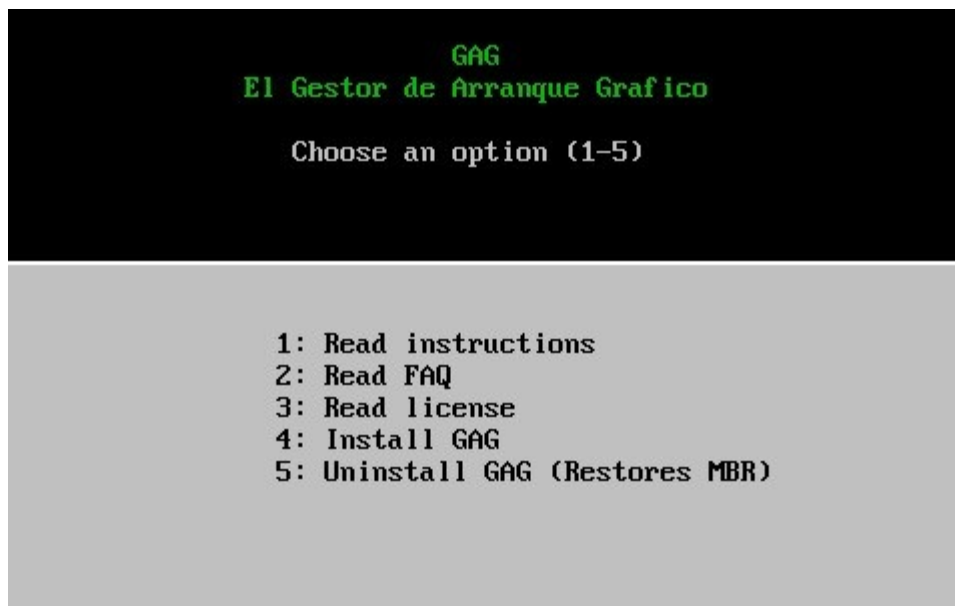 GAG
El Gestor de Arranque Grafico
Choose an option (1-5)
1: Read instructions
2: Read FAQ
3: Read license
4: Install GAG
5: Uninstall GAG (Restores MBR)